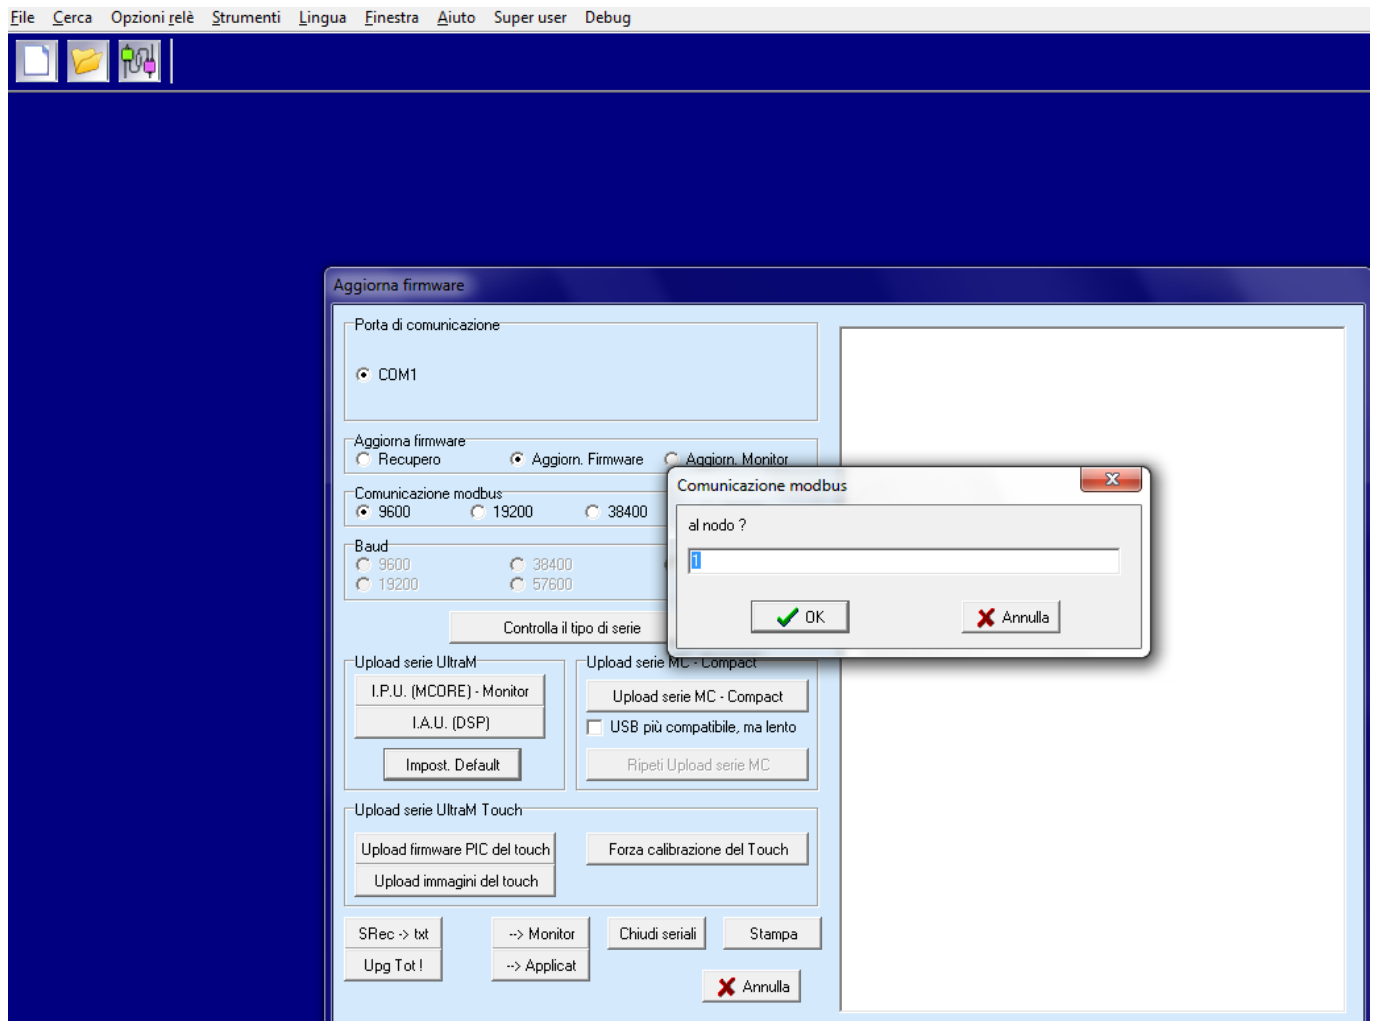 File Cerca Opzioni relè Strumenti Lingua Finestra Aiuto Super user Debug
Aggiorna firmware
Porta di comunicazione
COM1
Aggiorna firmware
Recupero Aggiorn. Firmware Aggiorn. Monitor
Comunicazione modbus
9600 19200 38400
Baud
9600 38400
19200 57600
Controlla il tipo di serie
Comunicazione modbus
al nodo ?
1
OK Annulla
Upload serie UltraM
I.P.U. (MCORE) - Monitor
I.A.U. (DSP)
Impost. Default
Upload serie MC - Compact
Upload serie MC - Compact
USB più compatibile, ma lento
Ripeti Upload serie MC
Upload serie UltraM Touch
Upload firmware PIC del touch Forza calibrazione del Touch
Upload immagini del touch
SRec -> txt --> Monitor Chiudi seriali Stampa
Upg Tot ! --> Applicat
Annulla